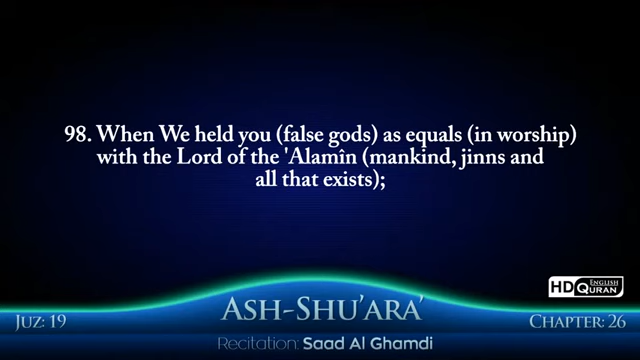 98. When We held you (false gods) as equals (in worship)
with the Lord of the 'Alamîn (mankind, jinns and
all that exists);
HD ENGLISH QURAN
ASH-SHU'ARA'
JUZ: 19
CHAPTER: 26
Recitation: Saad Al Ghamdi